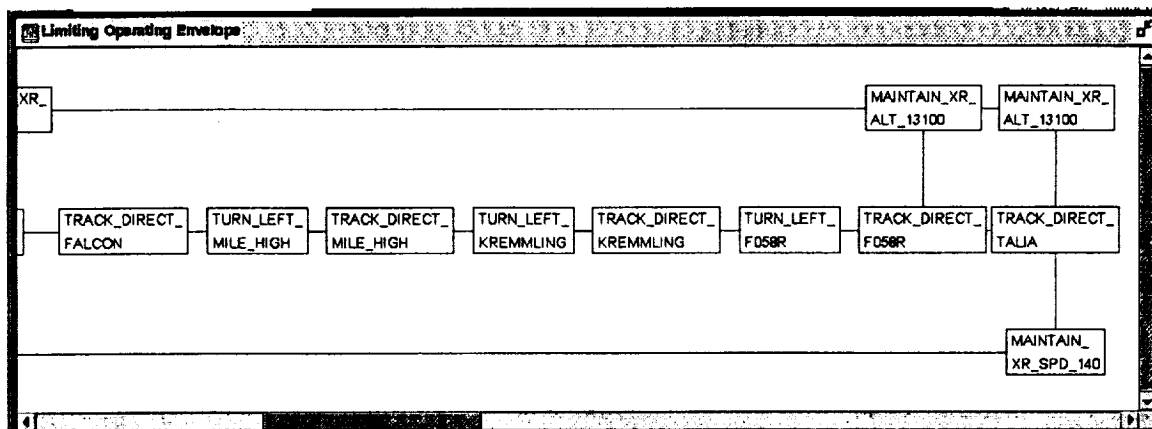 Limiting Operating Envelope
XR_
MAINTAIN_XR_
ALT_13100
MAINTAIN_XR_
ALT_13100
TRACK_DIRECT_
FALCON
TURN_LEFT_
MILE_HIGH
TRACK_DIRECT_
MILE_HIGH
TURN_LEFT_
KREMMLING
TRACK_DIRECT_
KREMMLING
TURN_LEFT_
F058R
TRACK_DIRECT_
F058R
TRACK_DIRECT_
TALIA
MAINTAIN_
XR_SPD_140